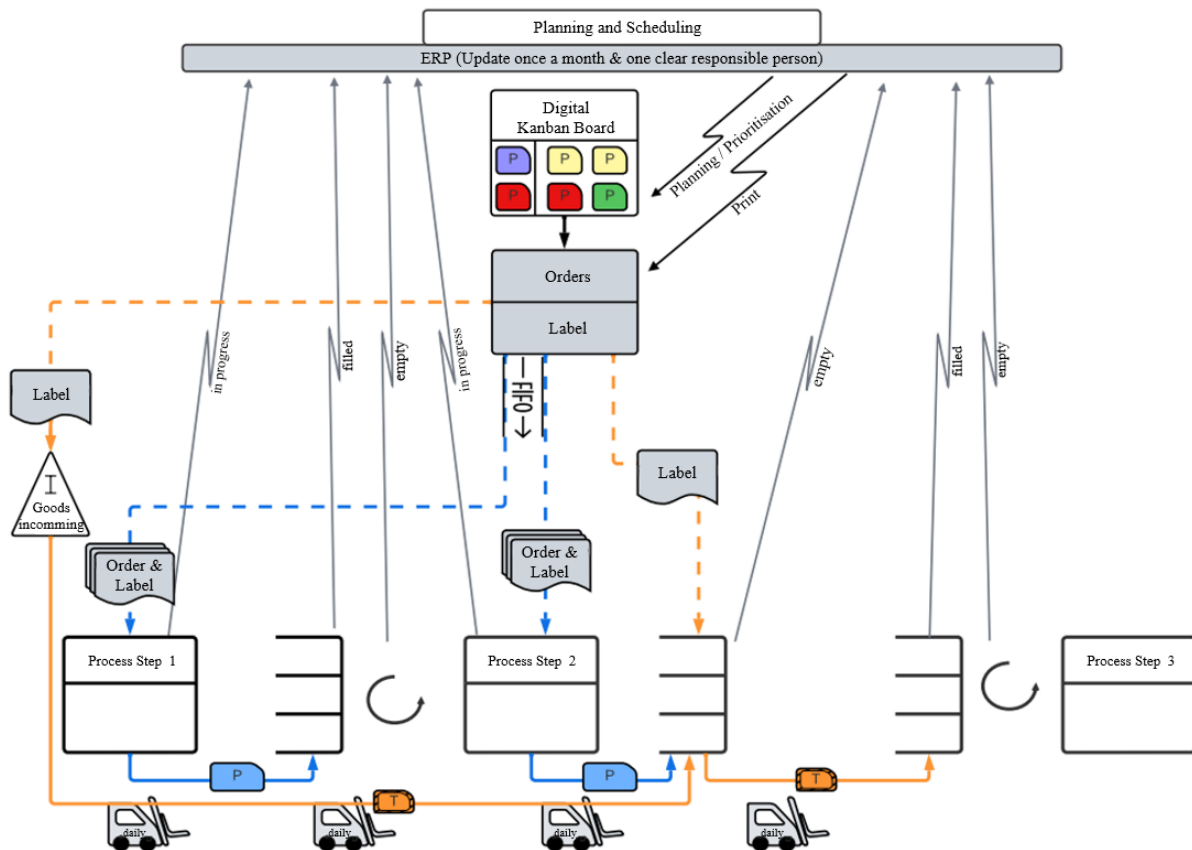 Planning and Scheduling
ERP (Update once a month & one clear responsible person)
Digital
Kanban Board
P
P
P
P
P
P
Planning / Prioritisation
Print
Orders
Label
FIFO
in progress
filled
empty
in progress
empty
filled
empty
Label
I
Goods
incomming
Label
Order &
Label
Order &
Label
Process Step 1
Process Step 2
Process Step 3
P
P
T
T
daily
daily
daily
daily